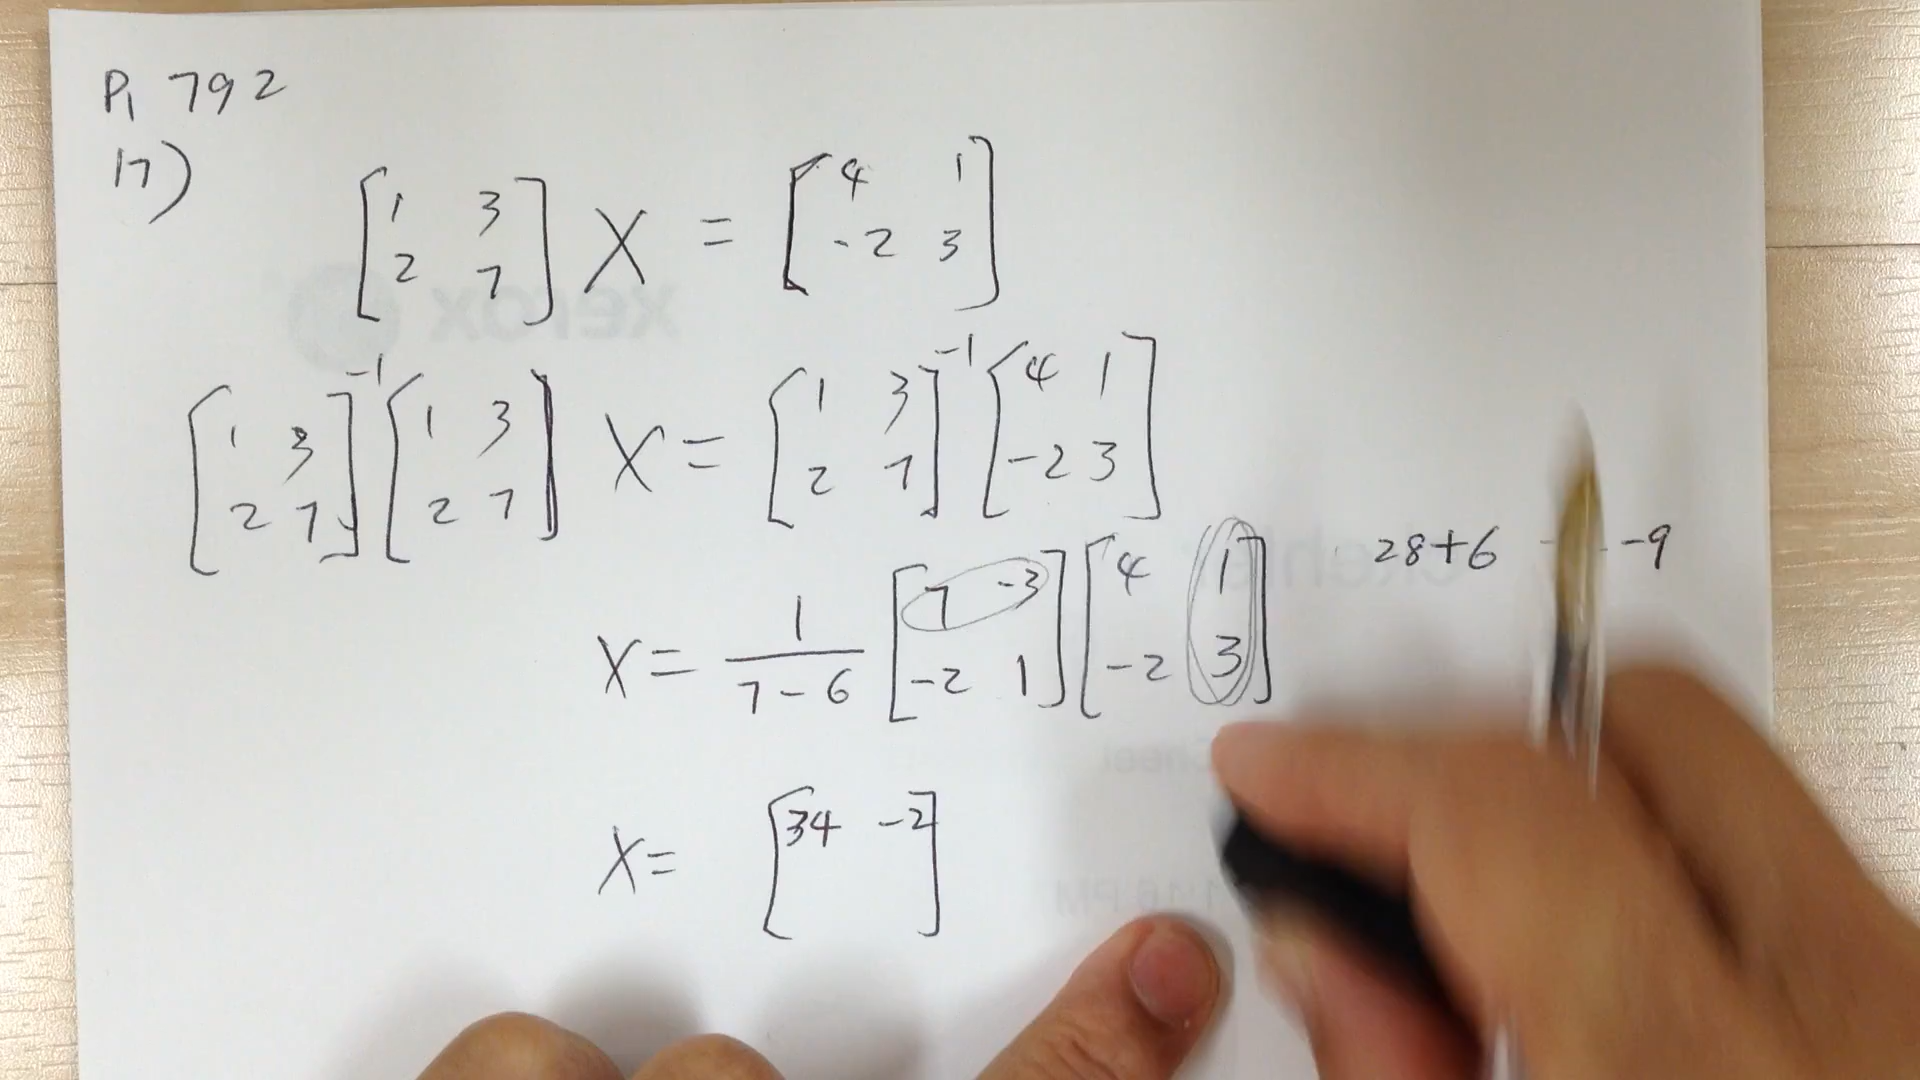 P, 792
17)
[1 3
2 7] X = [4 1
-2 3]
[1 3
2 7]⁻¹ [1 3
2 7] X = [1 3
2 7]⁻¹ [4 1
-2 3]
X = 1/(7-6) [7 -3
-2 1] [4 1
-2 3]
28+6 -9
X = [34 -2]
xerox